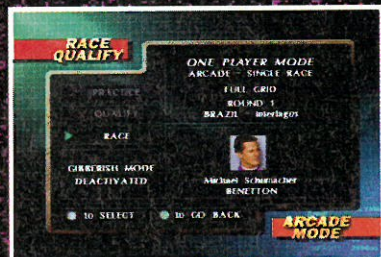 RACE
QUALIFY
ONE PLAYER MODE
ARCADE - SINGLE RACE
FULL GRID
ROUND 1
BRAZIL - Interlagos
PRACTICE
QUALIFY
RACE
GIBBERISH MODE
DEACTIVATED
Michael Schumacher
BENETTON
to SELECT
to GO BACK
ARCADE
MODE